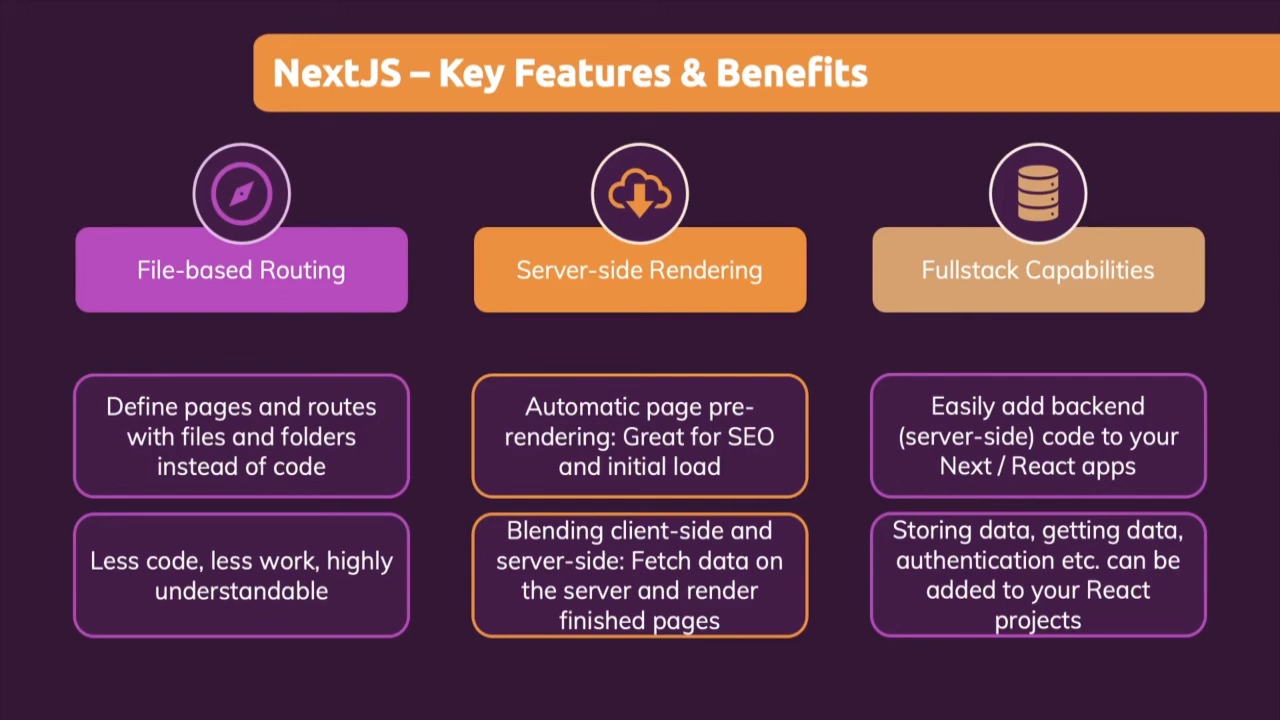 NextJS – Key Features & Benefits
File-based Routing
Define pages and routes
with files and folders
instead of code
Less code, less work, highly
understandable
Server-side Rendering
Automatic page pre-
rendering: Great for SEO
and initial load
Blending client-side and
server-side: Fetch data on
the server and render
finished pages
Fullstack Capabilities
Easily add backend
(server-side) code to your
Next / React apps
Storing data, getting data,
authentication etc. can be
added to your React
projects